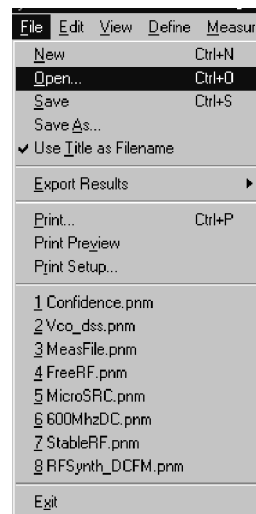 File Edit View Define Measur
New Ctrl+N
Open... Ctrl+O
Save Ctrl+S
Save As...
Use Title as Filename
Export Results
Print... Ctrl+P
Print Preview
Print Setup...
1 Confidence.pnm
2 Vco_dss.pnm
3 MeasFile.pnm
4 FreeRF.pnm
5 MicroSRC.pnm
6 600MhzDC.pnm
7 StableRF.pnm
8 RFSynth_DCFM.pnm
Exit